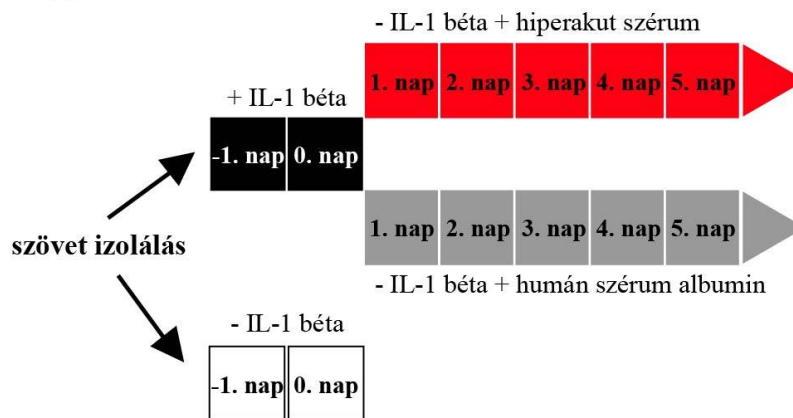 - IL-1 béta + hiperakut szérum
1. nap 2. nap 3. nap 4. nap 5. nap
+ IL-1 béta
-1. nap 0. nap
1. nap 2. nap 3. nap 4. nap 5. nap
szövet izolálás
- IL-1 béta + humán szérum albumin
- IL-1 béta
-1. nap 0. nap